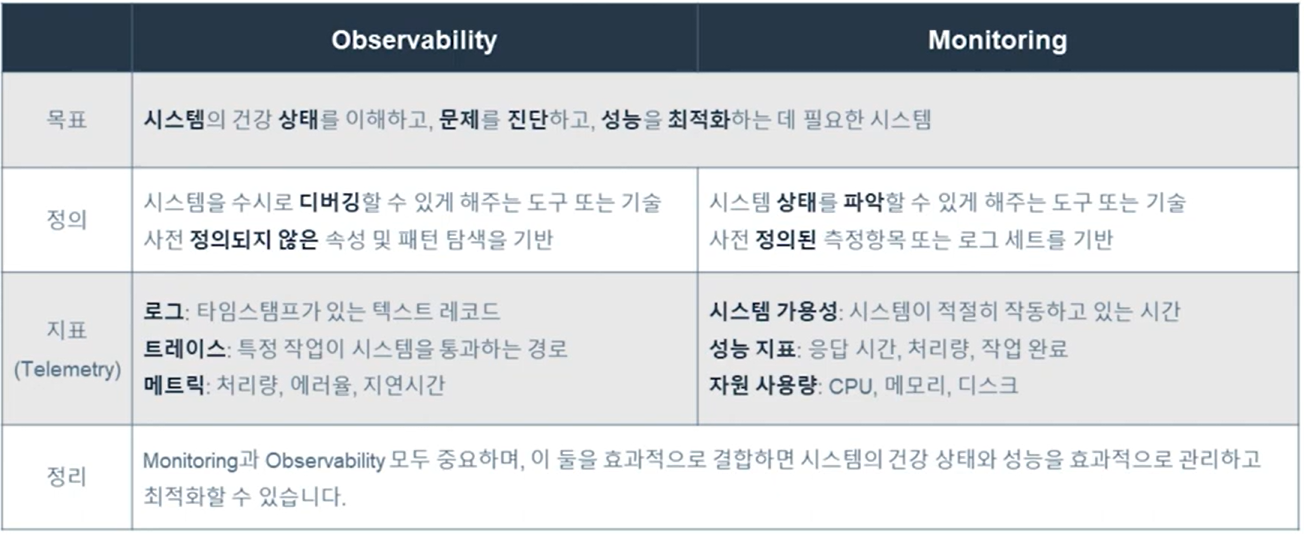 Observability
Monitoring
목표
시스템의 건강 상태를 이해하고, 문제를 진단하고, 성능을 최적화하는 데 필요한 시스템
정의
시스템을 수시로 디버깅할 수 있게 해주는 도구 또는 기술
사전 정의되지 않은 속성 및 패턴 탐색을 기반
시스템 상태를 파악할 수 있게 해주는 도구 또는 기술
사전 정의된 측정항목 또는 로그 세트를 기반
지표
(Telemetry)
로그: 타임스탬프가 있는 텍스트 레코드
트레이스: 특정 작업이 시스템을 통과하는 경로
메트릭: 처리량, 에러율, 지연시간
시스템 가용성: 시스템이 적절히 작동하고 있는 시간
성능 지표: 응답 시간, 처리량, 작업 완료
자원 사용량: CPU, 메모리, 디스크
정리
Monitoring과 Observability 모두 중요하며, 이 둘을 효과적으로 결합하면 시스템의 건강 상태와 성능을 효과적으로 관리하고
최적화할 수 있습니다.